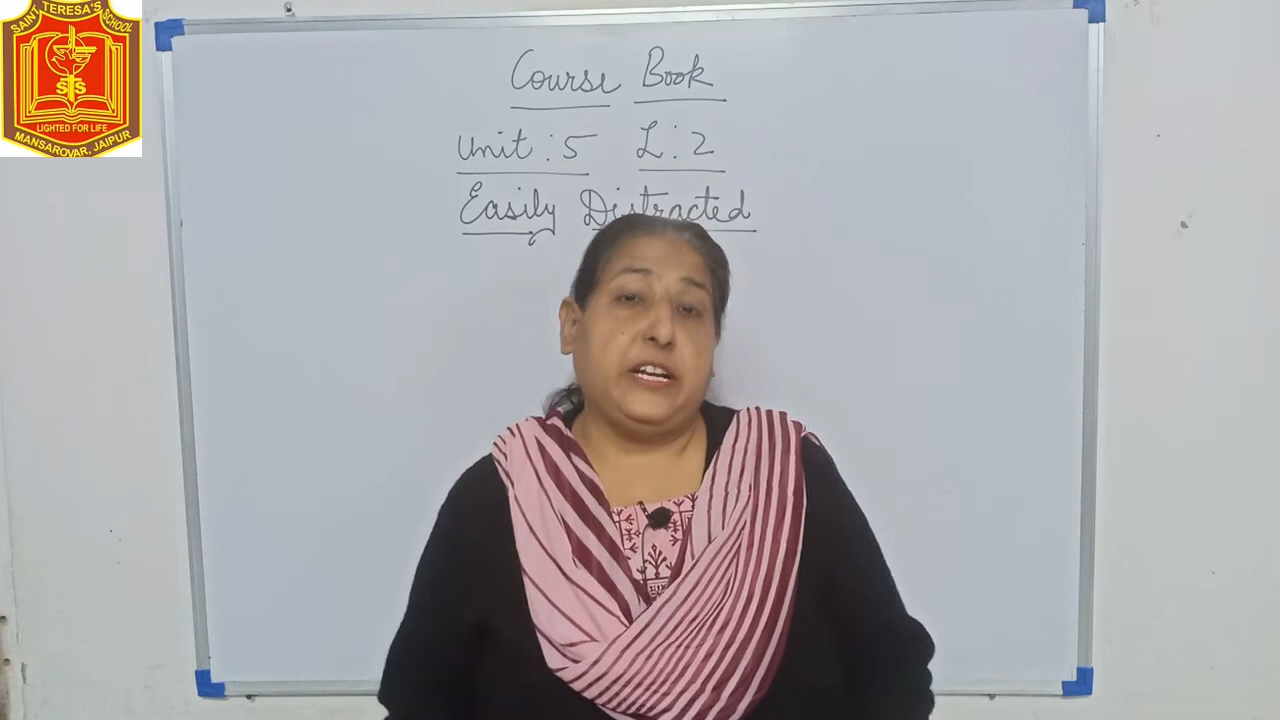 SAINT TERESA'S SCHOOL
STS
LIGHTED FOR LIFE
MANSAROVAR, JAIPUR
Course Book
Unit : 5 L : 2
Easily Distracted